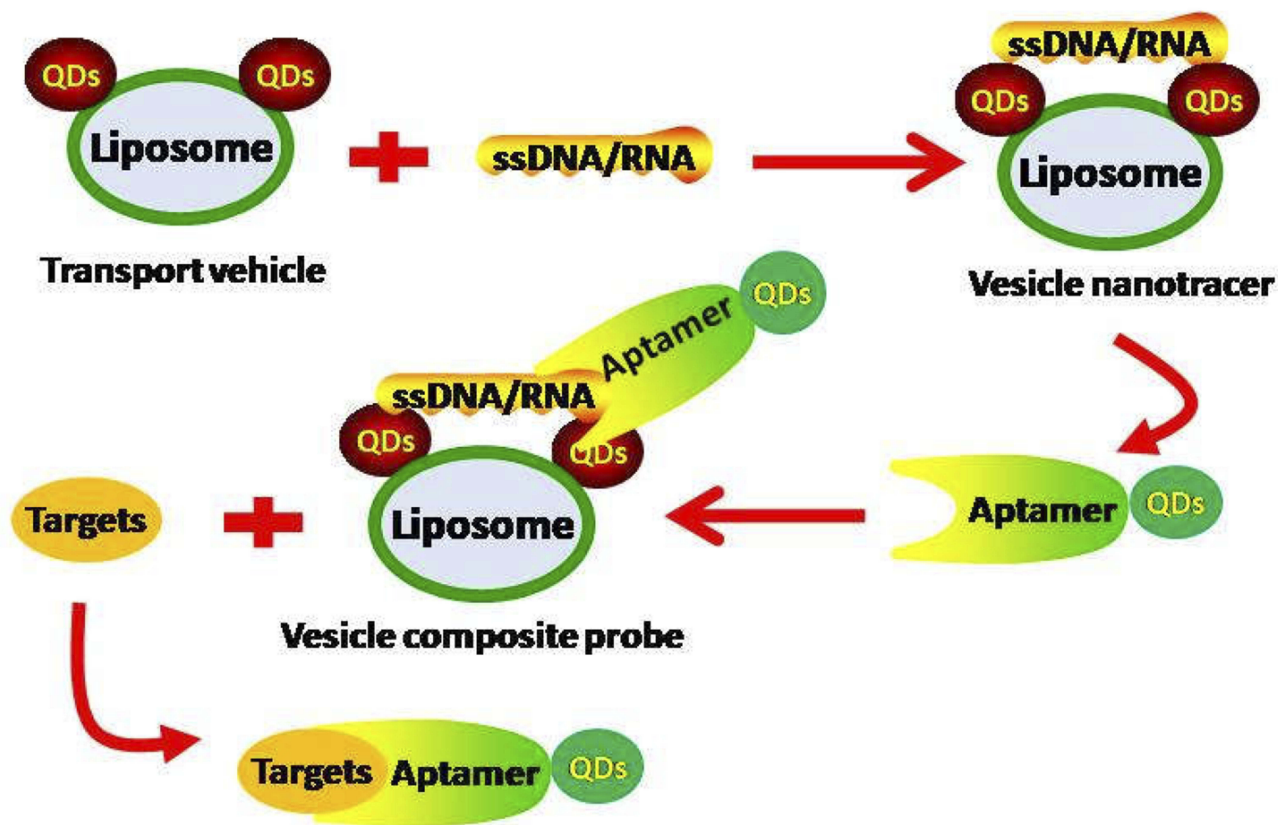 QDs
QDs
Liposome
Transport vehicle
ssDNA/RNA
ssDNA/RNA
QDs
QDs
Liposome
Vesicle nanotracer
Aptamer
QDs
Aptamer
QDs
ssDNA/RNA
QDs
QDs
Liposome
Vesicle composite probe
Targets
Targets
Aptamer
QDs